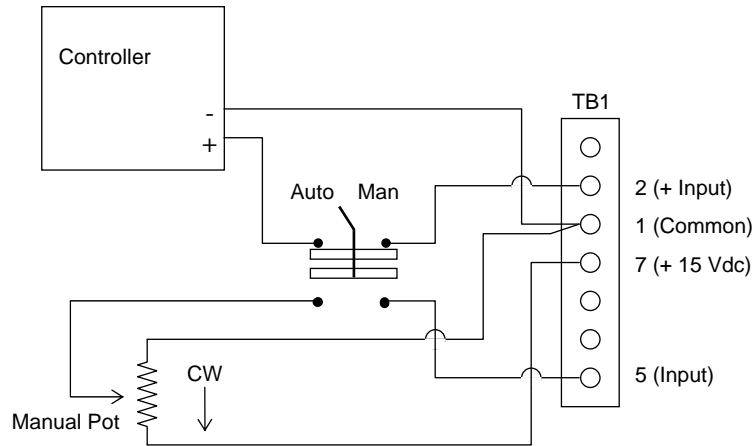 Controller
-
+
TB1
Auto Man
2 (+ Input)
1 (Common)
7 (+ 15 Vdc)
5 (Input)
CW
Manual Pot